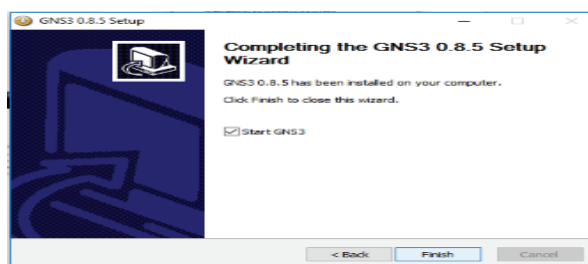 GNS3 0.8.5 Setup
Completing the GNS3 0.8.5 Setup
Wizard
GNS3 0.8.5 has been installed on your computer.
Click Finish to close this wizard.
Start GNS3
< Back
Finish
Cancel